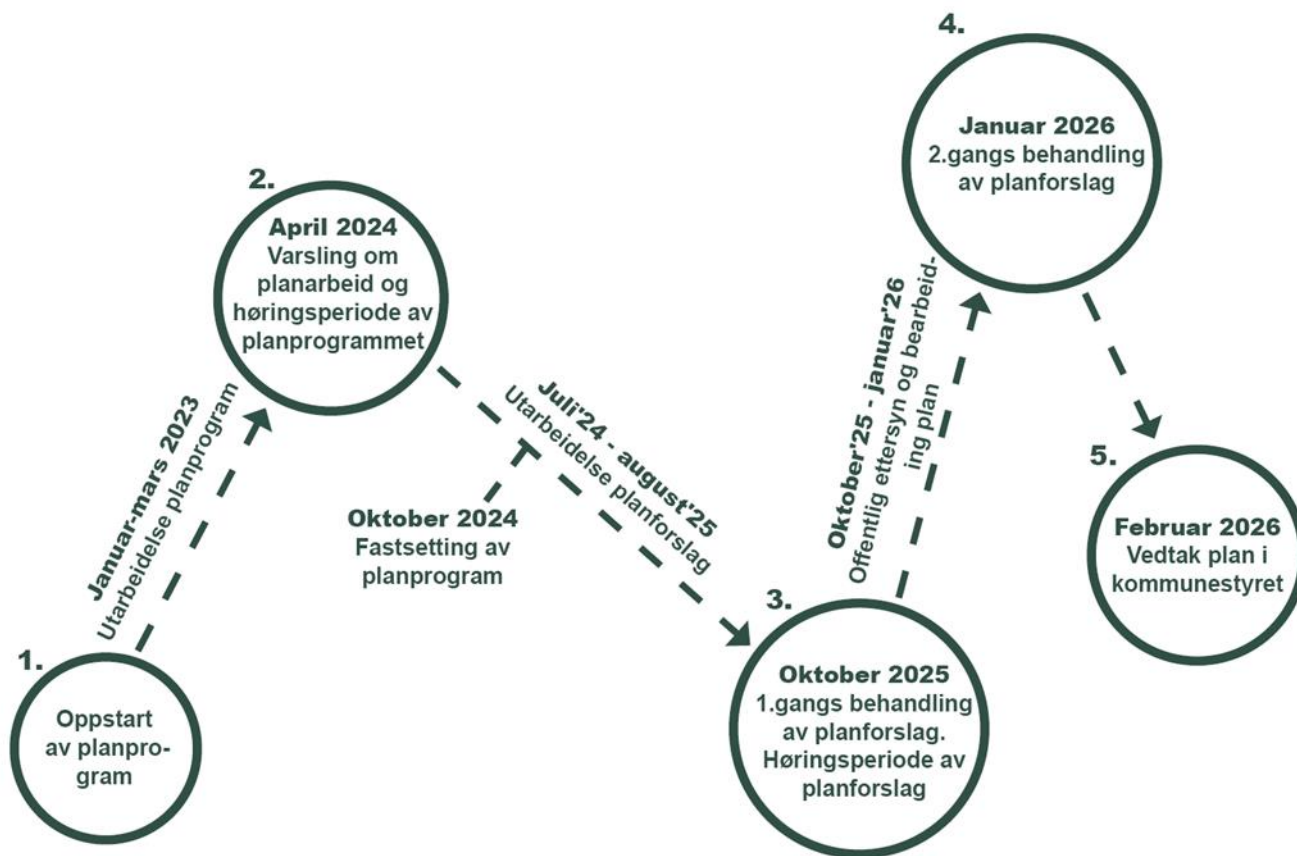 1.
Oppstart
av planpro-
gram
Januar-mars 2023
Utarbeidelse planprogram
2.
April 2024
Varsling om
planarbeid og
høringsperiode av
planprogrammet
Juli'24 - august'25
Utarbeidelse planforslag
Oktober 2024
Fastsetting av
planprogram
3.
Oktober 2025
1.gangs behandling
av planforslag.
Høringsperiode av
planforslag
Oktober'25 - januar'26
Offentlig ettersyn og bearbeid-
ing plan
4.
Januar 2026
2.gangs behandling
av planforslag
5.
Februar 2026
Vedtak plan i
kommunestyret